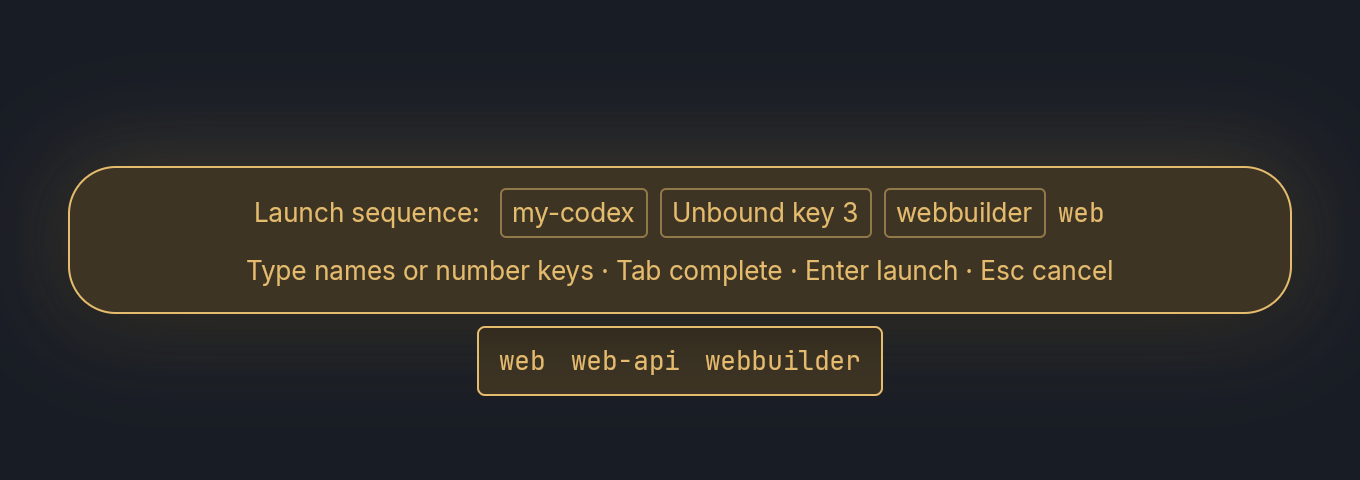 Launch sequence: my-codex Unbound key 3 webbuilder web
Type names or number keys · Tab complete · Enter launch · Esc cancel
web web-api webbuilder